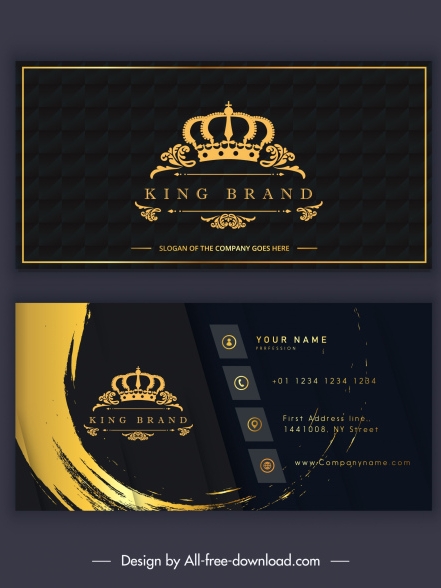 KING BRAND
SLOGAN OF THE COMPANY GOES HERE
KING BRAND
YOUR NAME
PROFESSION
+01 1234 1234 1234
First Address line..
1441008, NY Street
www.Companyname.com
Design by All-free-download.com